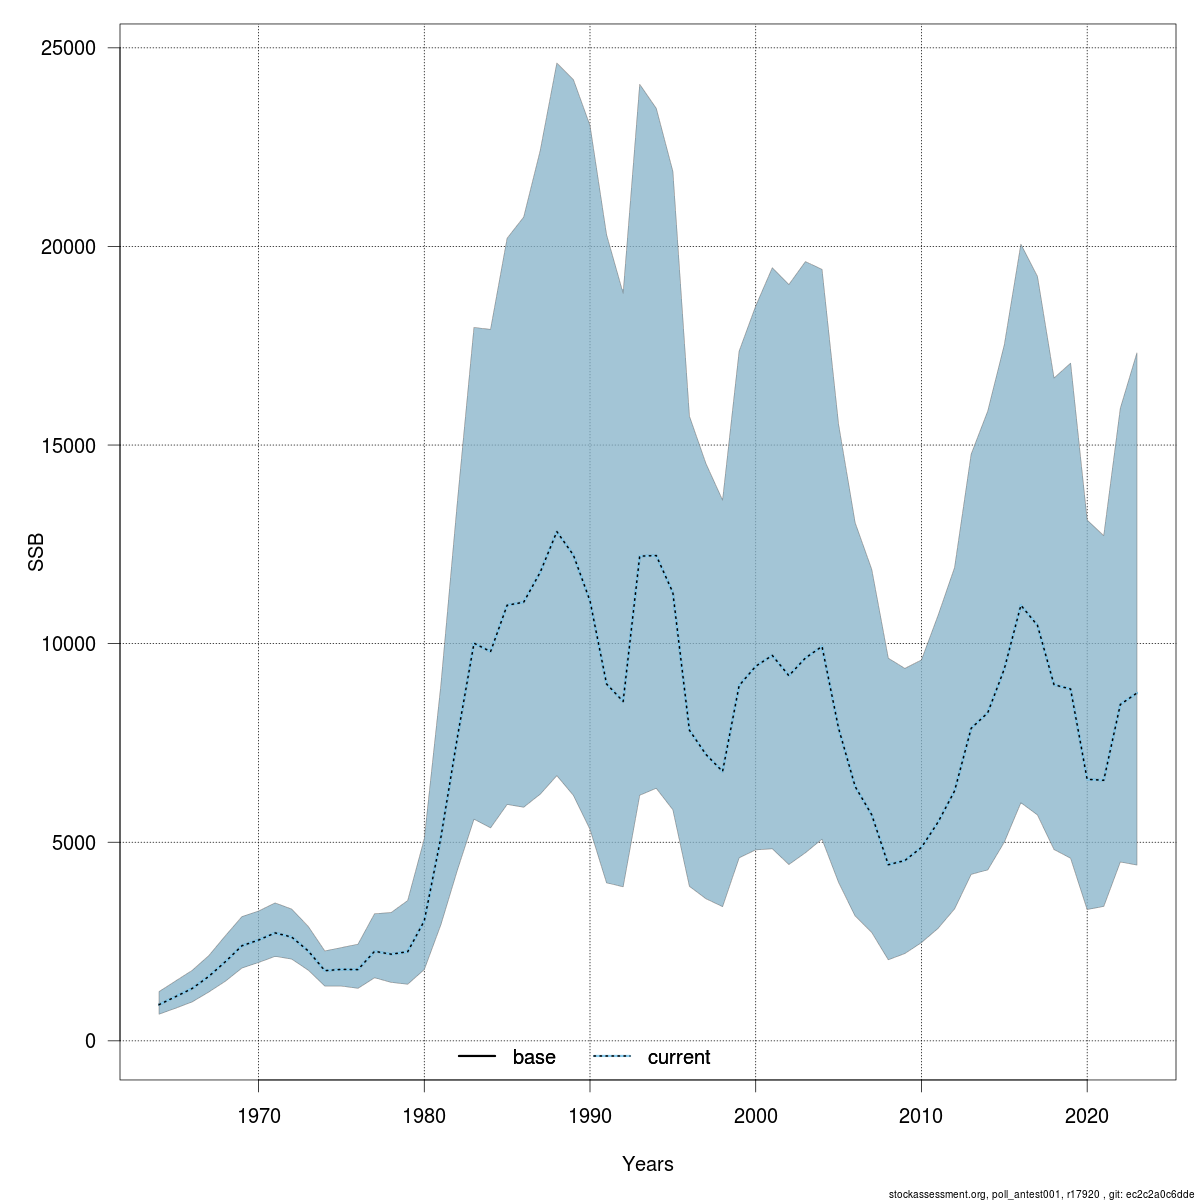 25000
20000
15000
10000
5000
0
SSB
base current
1970 1980 1990 2000 2010 2020
Years
stockassessment.org, poll_antest001, r17920 , git: ec2c2a0c6dde